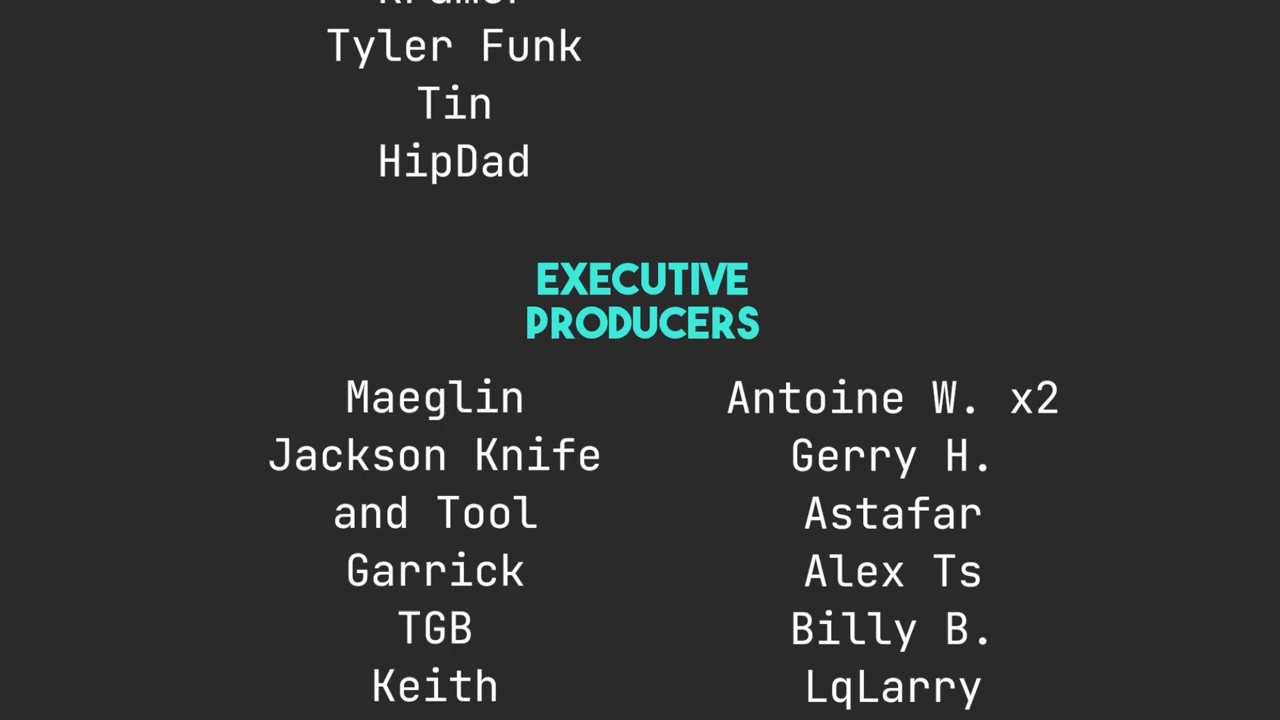 Tyler Funk
Tin
HipDad
EXECUTIVE
PRODUCERS
Maeglin
Jackson Knife
and Tool
Garrick
TGB
Keith
Antoine W. x2
Gerry H.
Astafar
Alex Ts
Billy B.
LqLarry